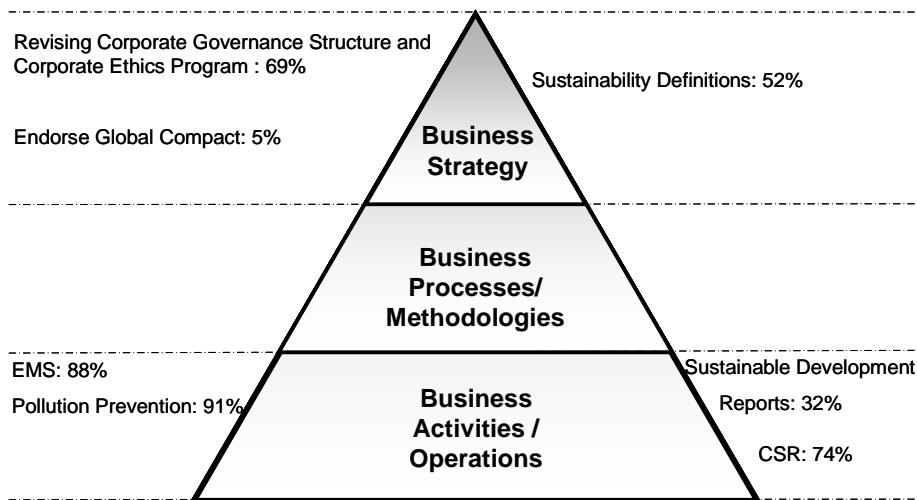 Revising Corporate Governance Structure and
Corporate Ethics Program : 69%
Sustainability Definitions: 52%
Endorse Global Compact: 5%
Business
Strategy
Business
Processes/
Methodologies
EMS: 88%
Pollution Prevention: 91%
Business
Activities /
Operations
Sustainable Development
Reports: 32%
CSR: 74%